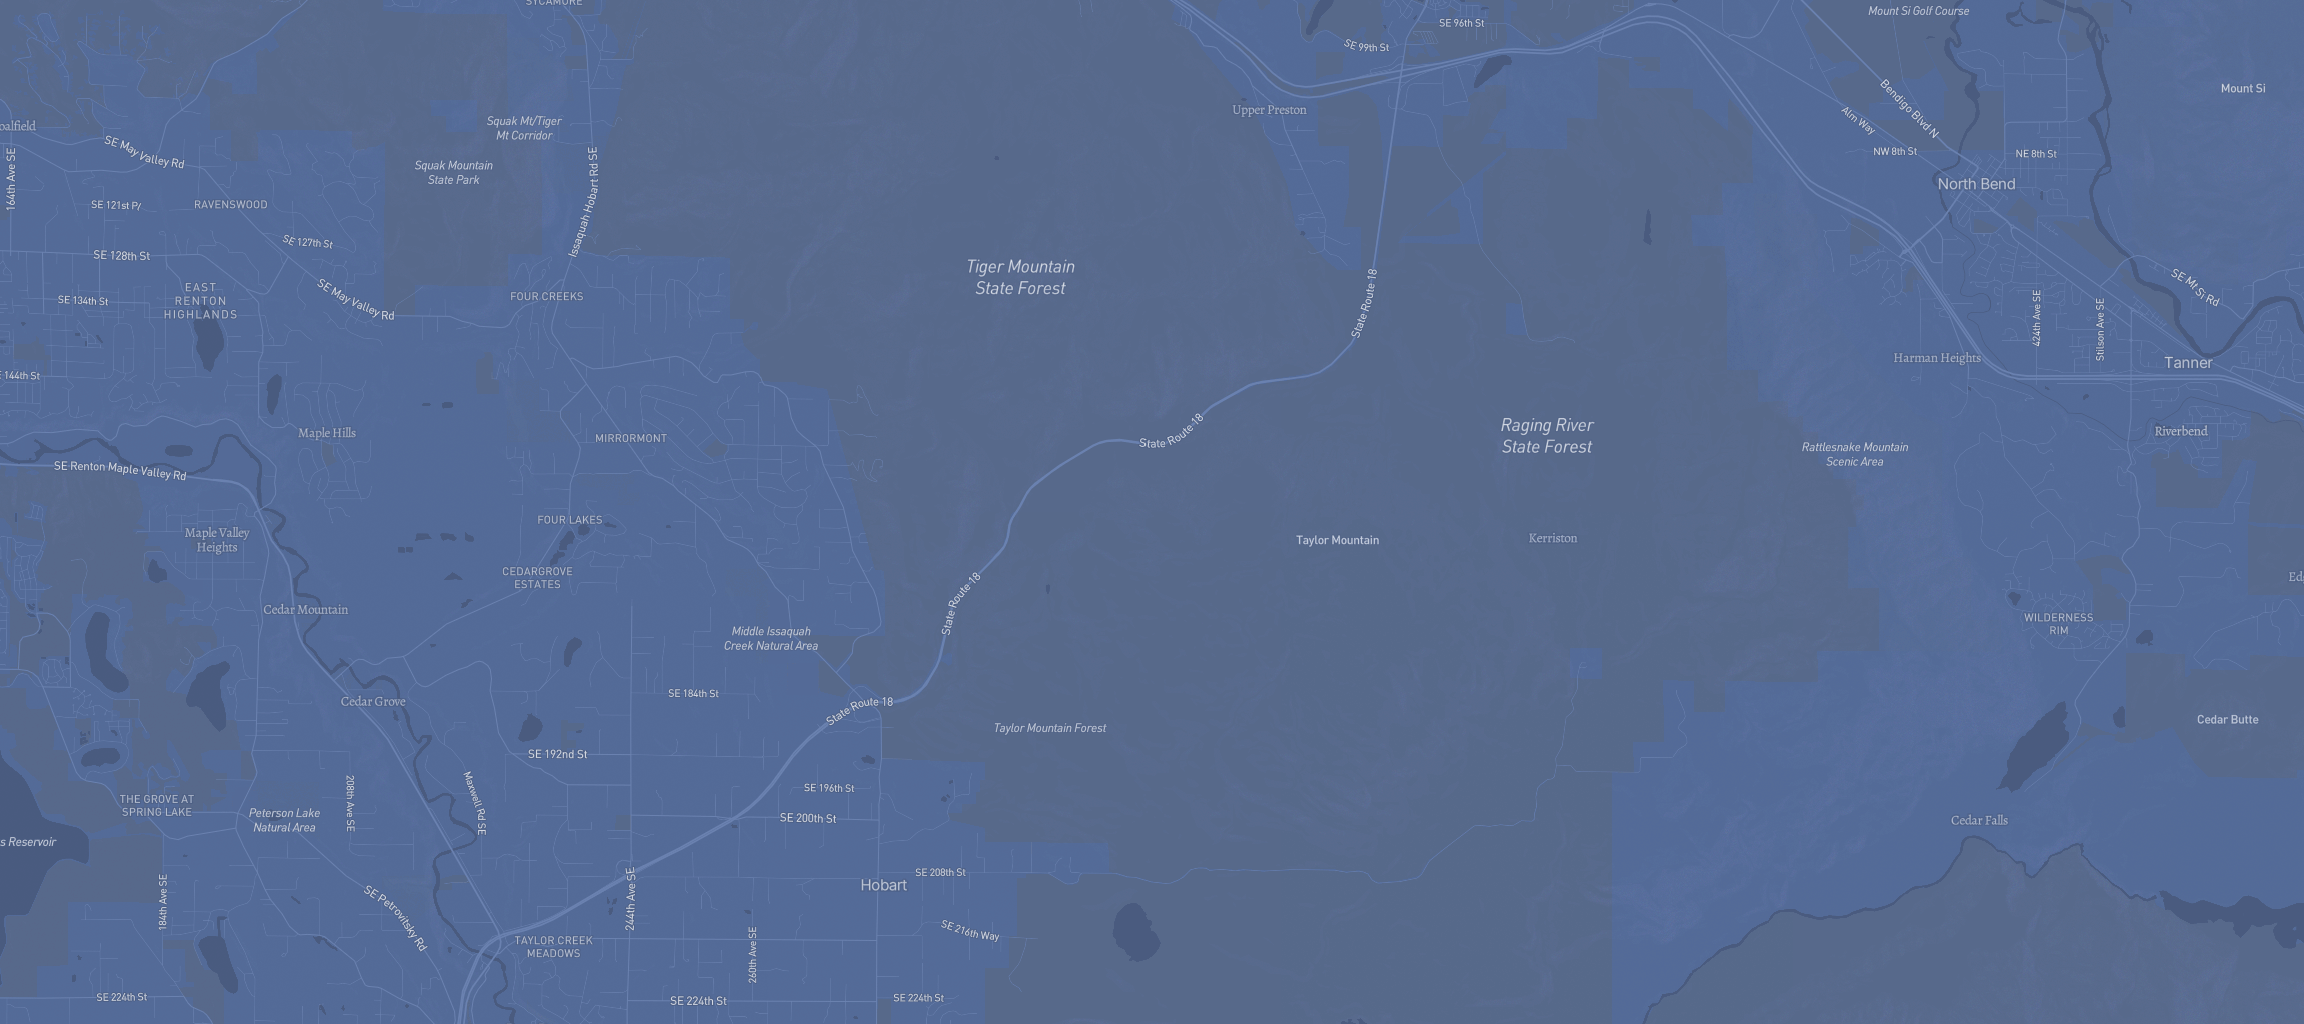 SYCAMORE
SE 96th St
Mount Si Golf Course
SE 99th St
Mount Si
Bendigo Blvd N
Upper Preston
Squak Mt/Tiger
Mt Corridor
Alm Way
SE May Valley Rd
NW 8th St
NE 8th St
Squak Mountain
State Park
164th Ave SE
Issaquah Hobart Rd SE
North Bend
SE 121st Pl
RAVENSWOOD
SE 127th St
SE 128th St
Tiger Mountain
State Forest
SE Mt Si Rd
EAST
RENTON
HIGHLANDS
SE 134th St
SE May Valley Rd
FOUR CREEKS
State Route 18
424th Ave SE
Stilson Ave SE
Harman Heights
Tanner
144th St
State Route 18
Raging River
State Forest
Maple Hills
MIRRORMONT
Riverbend
Rattlesnake Mountain
Scenic Area
SE Renton Maple Valley Rd
FOUR LAKES
Maple Valley
Heights
Taylor Mountain
Kerriston
CEDARGROVE
ESTATES
State Route 18
Cedar Mountain
WILDERNESS
RIM
Middle Issaquah
Creek Natural Area
SE 184th St
Cedar Grove
State Route 18
Taylor Mountain Forest
Cedar Butte
SE 192nd St
SE 196th St
208th Ave SE
Maxwell Rd SE
THE GROVE AT
SPRING LAKE
Peterson Lake
Natural Area
SE 200th St
Cedar Falls
s Reservoir
SE 208th St
Hobart
184th Ave SE
244th Ave SE
SE Petrovitsky Rd
SE 216th Way
TAYLOR CREEK
MEADOWS
260th Ave SE
SE 224th St
SE 224th St
SE 224th St